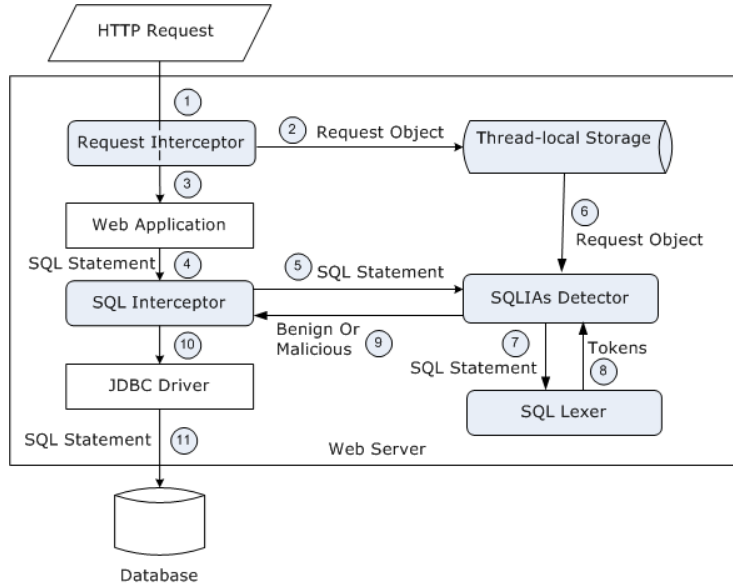 HTTP Request
1
Request Interceptor
2
Request Object
Thread-local Storage
3
6
Request Object
Web Application
SQL Statement
4
5
SQL Statement
SQL Interceptor
SQLIAs Detector
Benign Or
Malicious
9
10
7
SQL Statement
Tokens
8
JDBC Driver
SQL Lexer
SQL Statement
11
Web Server
Database